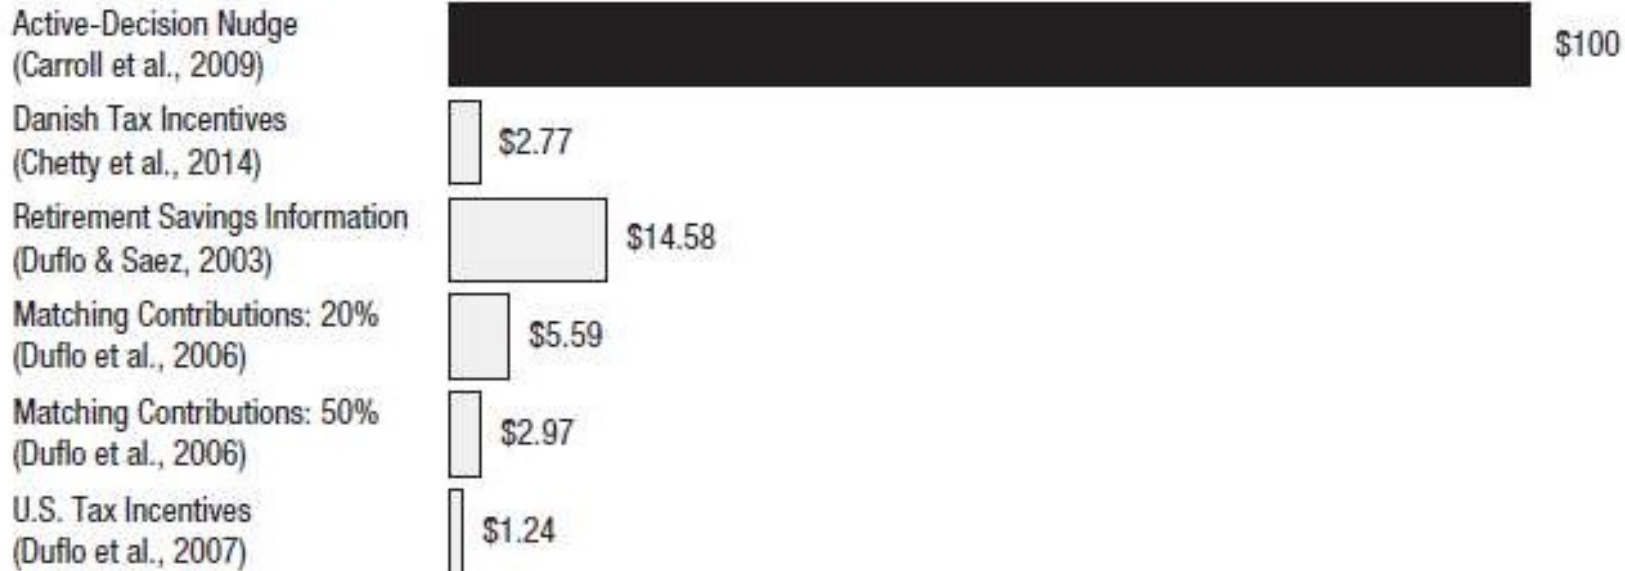 Active-Decision Nudge
(Carroll et al., 2009)
$100
Danish Tax Incentives
(Chetty et al., 2014)
$2.77
Retirement Savings Information
(Duflo & Saez, 2003)
$14.58
Matching Contributions: 20%
(Duflo et al., 2006)
$5.59
Matching Contributions: 50%
(Duflo et al., 2006)
$2.97
U.S. Tax Incentives
(Duflo et al., 2007)
$1.24